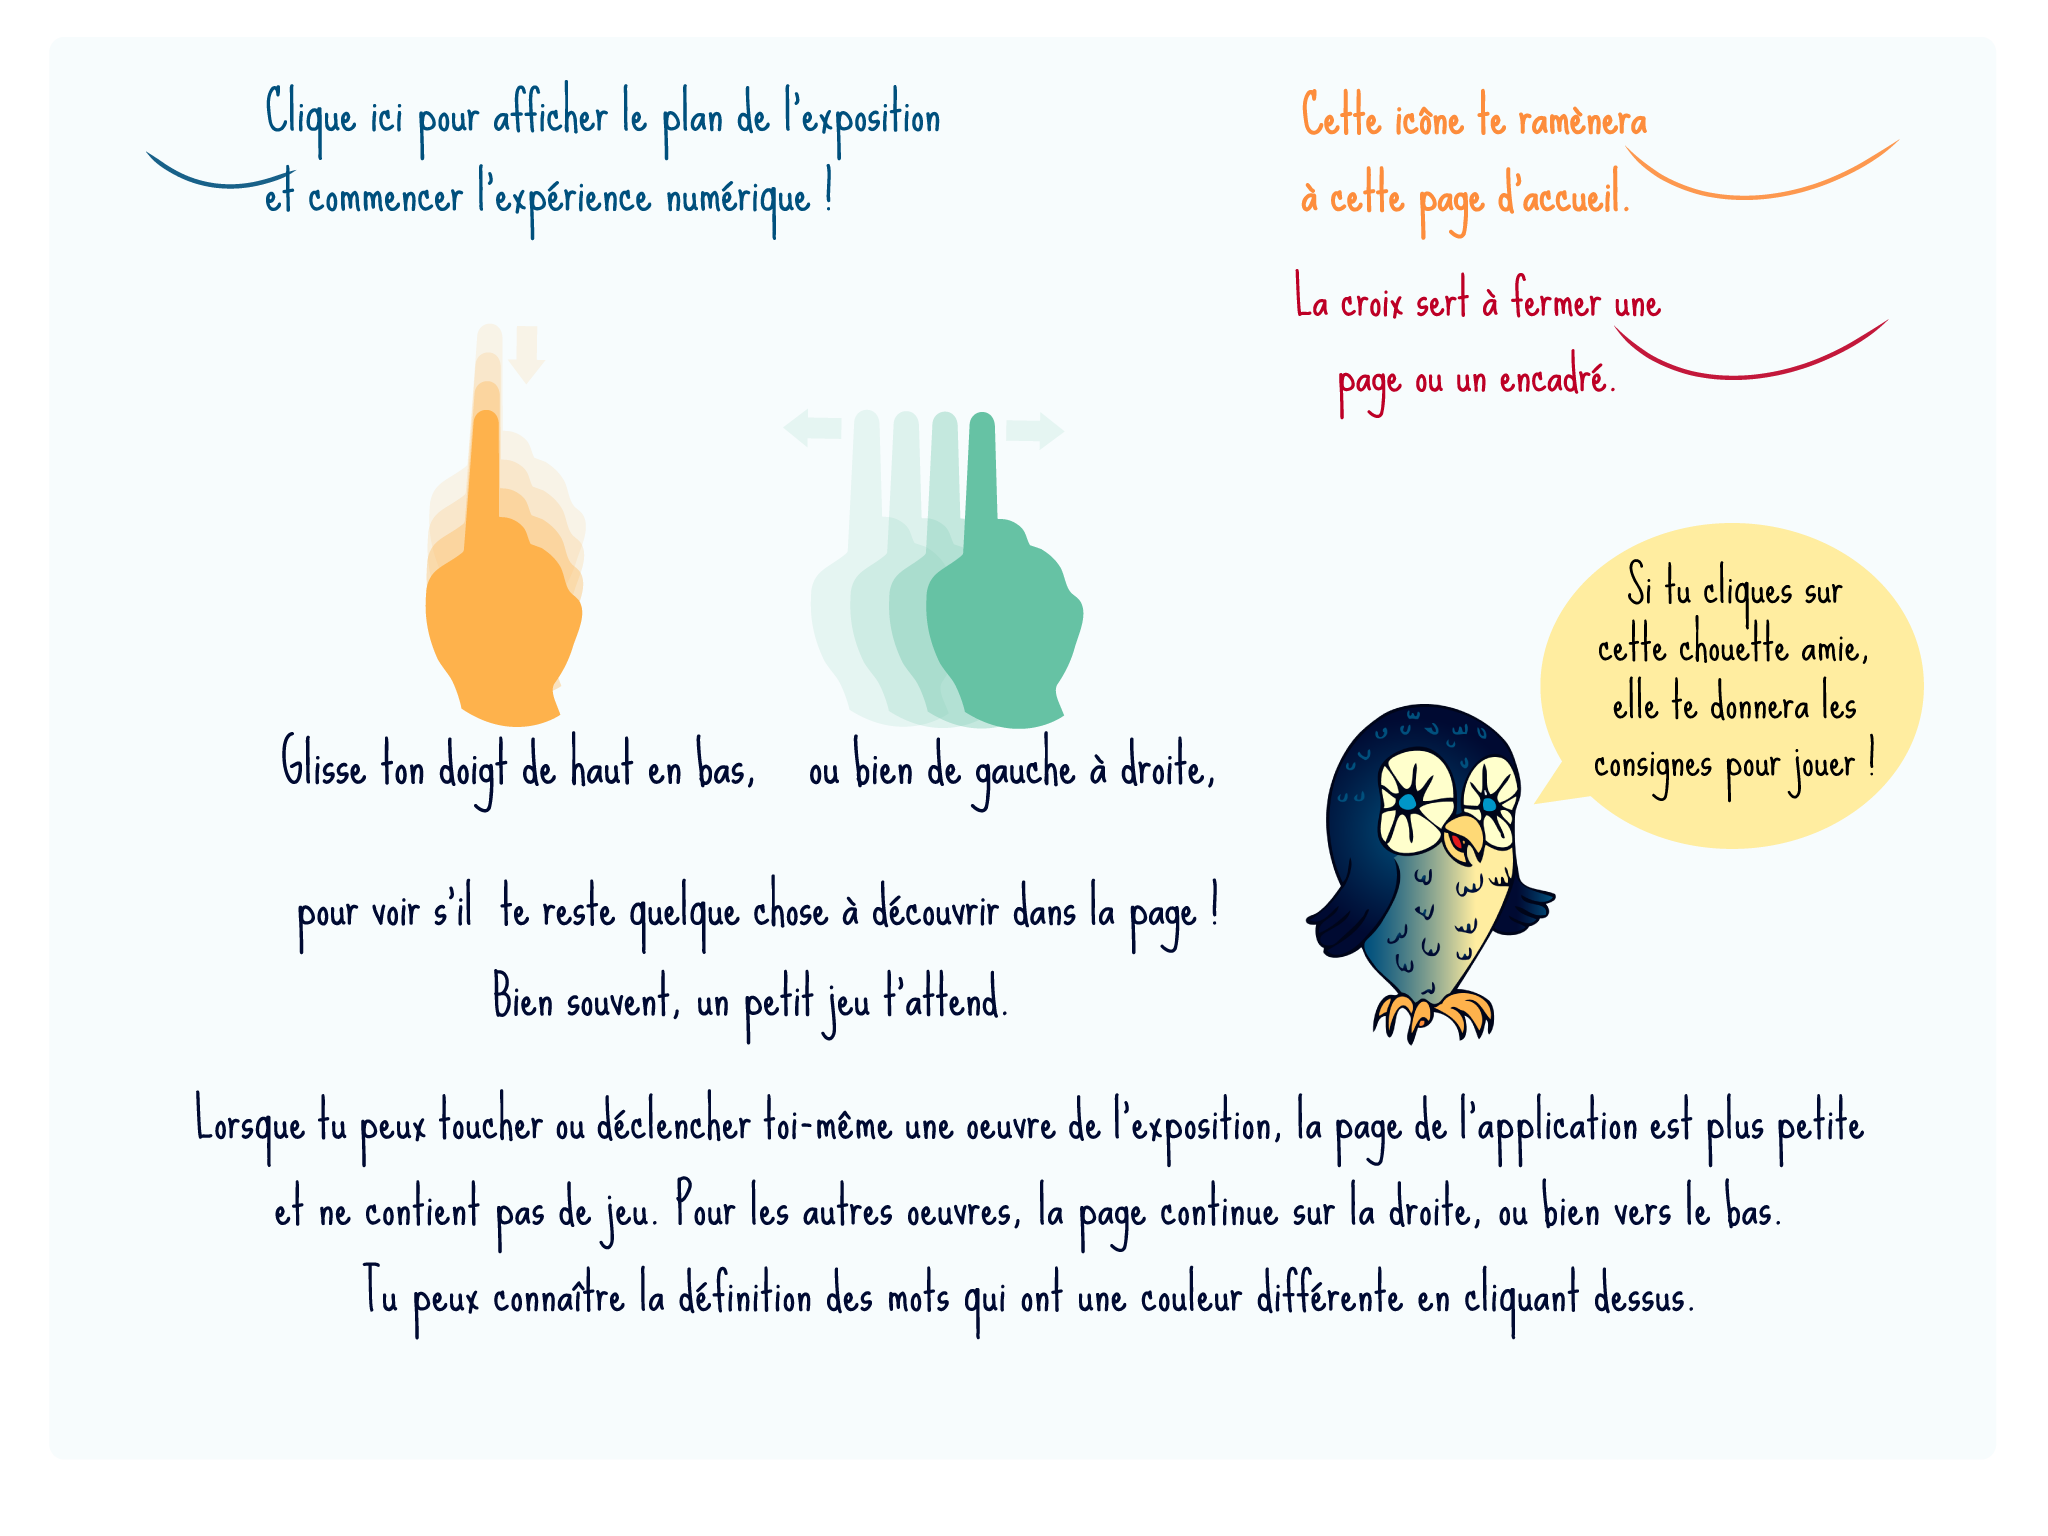 Clique ici pour afficher le plan de l'exposition
et commencer l'expérience numérique !
Cette icône te ramènera
à cette page d'accueil.
La croix sert à fermer une
page ou un encadré.
Si tu cliques sur
cette chouette amie,
elle te donnera les
consignes pour jouer !
Glisse ton doigt de haut en bas, ou bien de gauche à droite,
pour voir s'il te reste quelque chose à découvrir dans la page !
Bien souvent, un petit jeu t'attend.
Lorsque tu peux toucher ou déclencher toi-même une oeuvre de l'exposition, la page de l'application est plus petite
et ne contient pas de jeu. Pour les autres oeuvres, la page continue sur la droite, ou bien vers le bas.
Tu peux connaître la définition des mots qui ont une couleur différente en cliquant dessus.